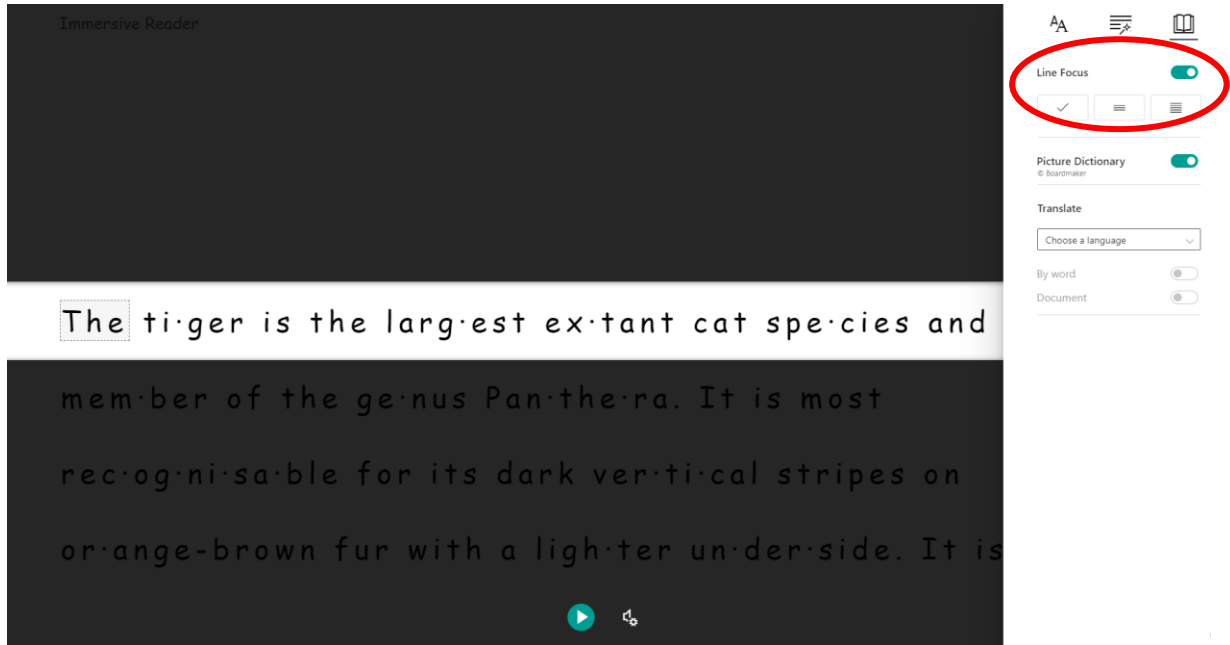 Immersive Reader
The ti·ger is the larg·est ex·tant cat spe·cies and
mem·ber of the ge·nus Pan·the·ra. It is most
rec·og·ni·sa·ble for its dark ver·ti·cal stripes on
or·ange-brown fur with a ligh·ter un·der·side. It is
AA
Line Focus
Picture Dictionary
© Boardmaker
Translate
Choose a language
By word
Document